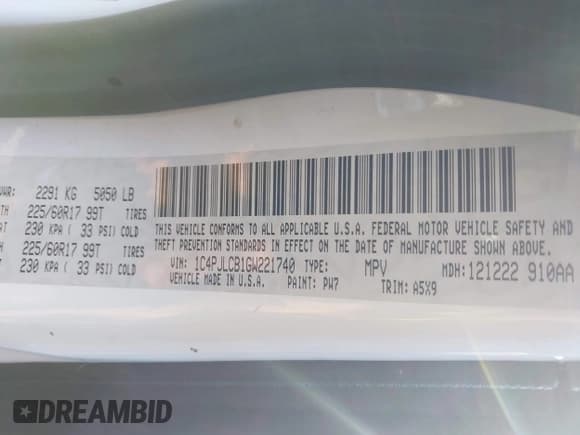 VWR: 2291 KG 5050 LB
TH 225/60R17 99T TIRES
230 KPA ( 33 PSI) COLD
TH 225/60R17 99T TIRES
230 KPA ( 33 PSI) COLD
THIS VEHICLE CONFORMS TO ALL APPLICABLE U.S.A. FEDERAL MOTOR VEHICLE SAFETY AND
THEFT PREVENTION STANDARDS IN EFFECT ON THE DATE OF MANUFACTURE SHOWN ABOVE.
VIN: 1C4PJLCB1GW221740 TYPE: MPV MDH: 121222 910AA
VEHICLE MADE IN U.S.A. PAINT: PW7 TRIM: A5X9
DREAMBID